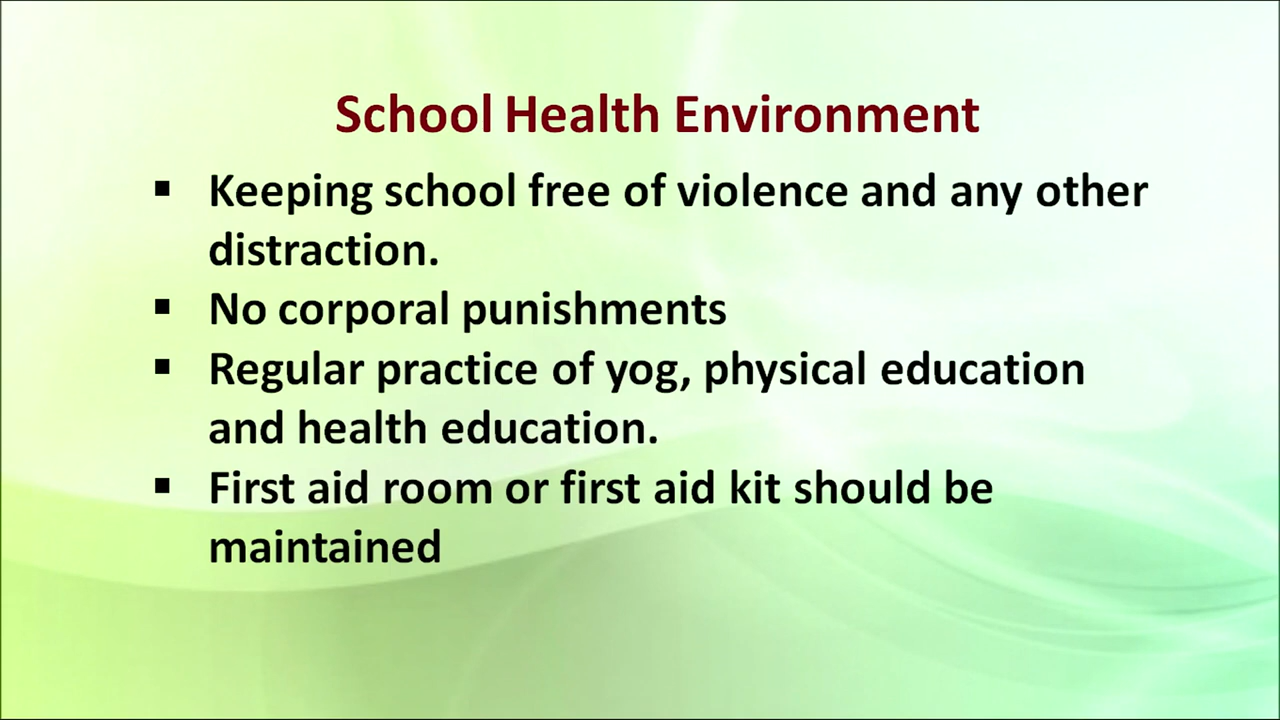 School Health Environment
▪ Keeping school free of violence and any other
distraction.
▪ No corporal punishments
▪ Regular practice of yog, physical education
and health education.
▪ First aid room or first aid kit should be
maintained